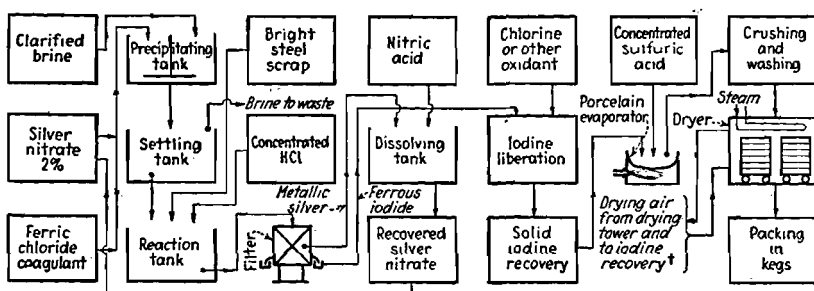 Clarified
brine
Precipitating
tank
Bright
steel
scrap
Nitric
acid
Chlorine
or other
oxidant
Concentrated
sulfuric
acid
Crushing
and
washing
Silver
nitrate
2%
Brine to waste
Settling
tank
Concentrated
HCl
Dissolving
tank
Iodine
liberation
Porcelain
evaporator
Dryer
Steam
Metallic
silver
Ferrous
iodide
Ferric
chloride
coagulant
Reaction
tank
Filter
Recovered
silver
nitrate
Solid
iodine
recovery
Drying air
from drying
tower and
to iodine
recovery †
Packing
in
kegs